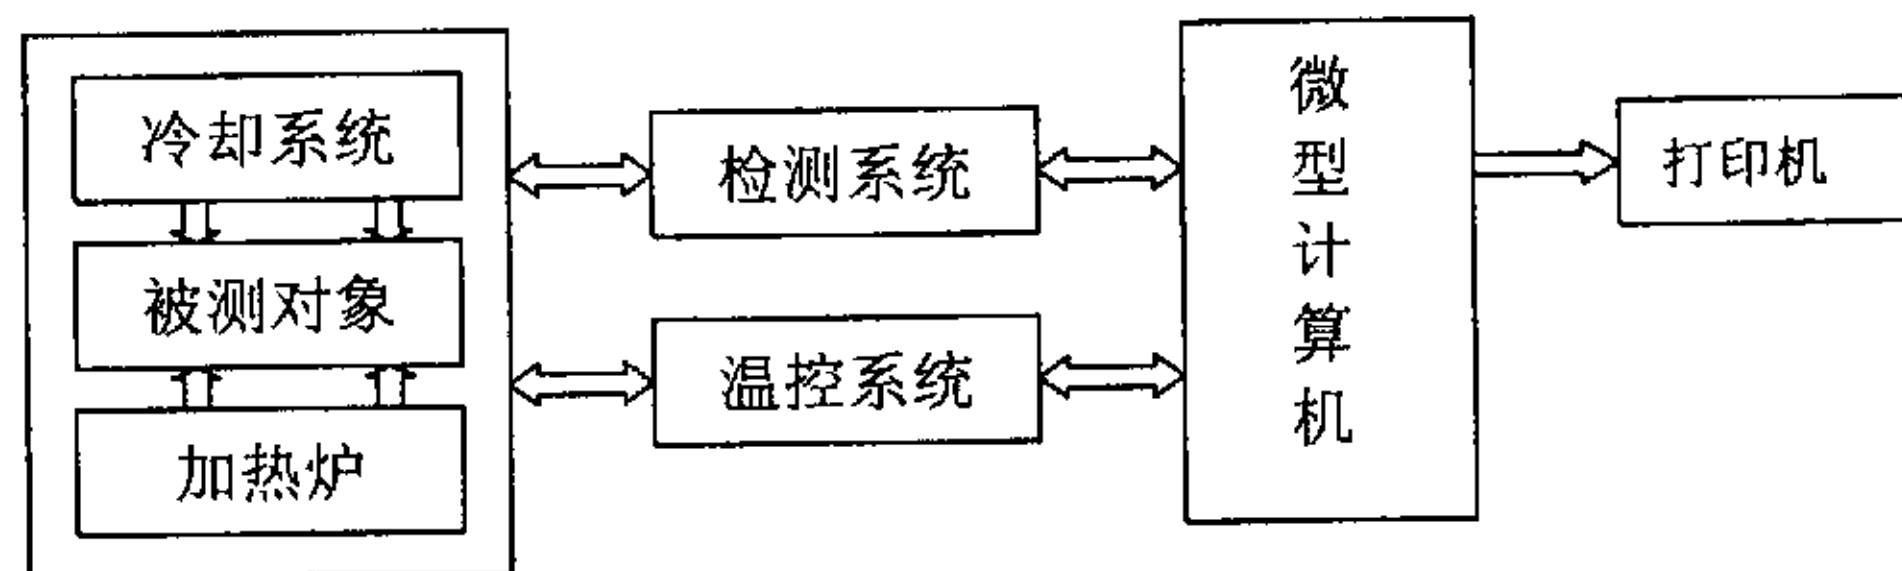 冷却系统
被测对象
加热炉
检测系统
温控系统
微型计算机
打印机